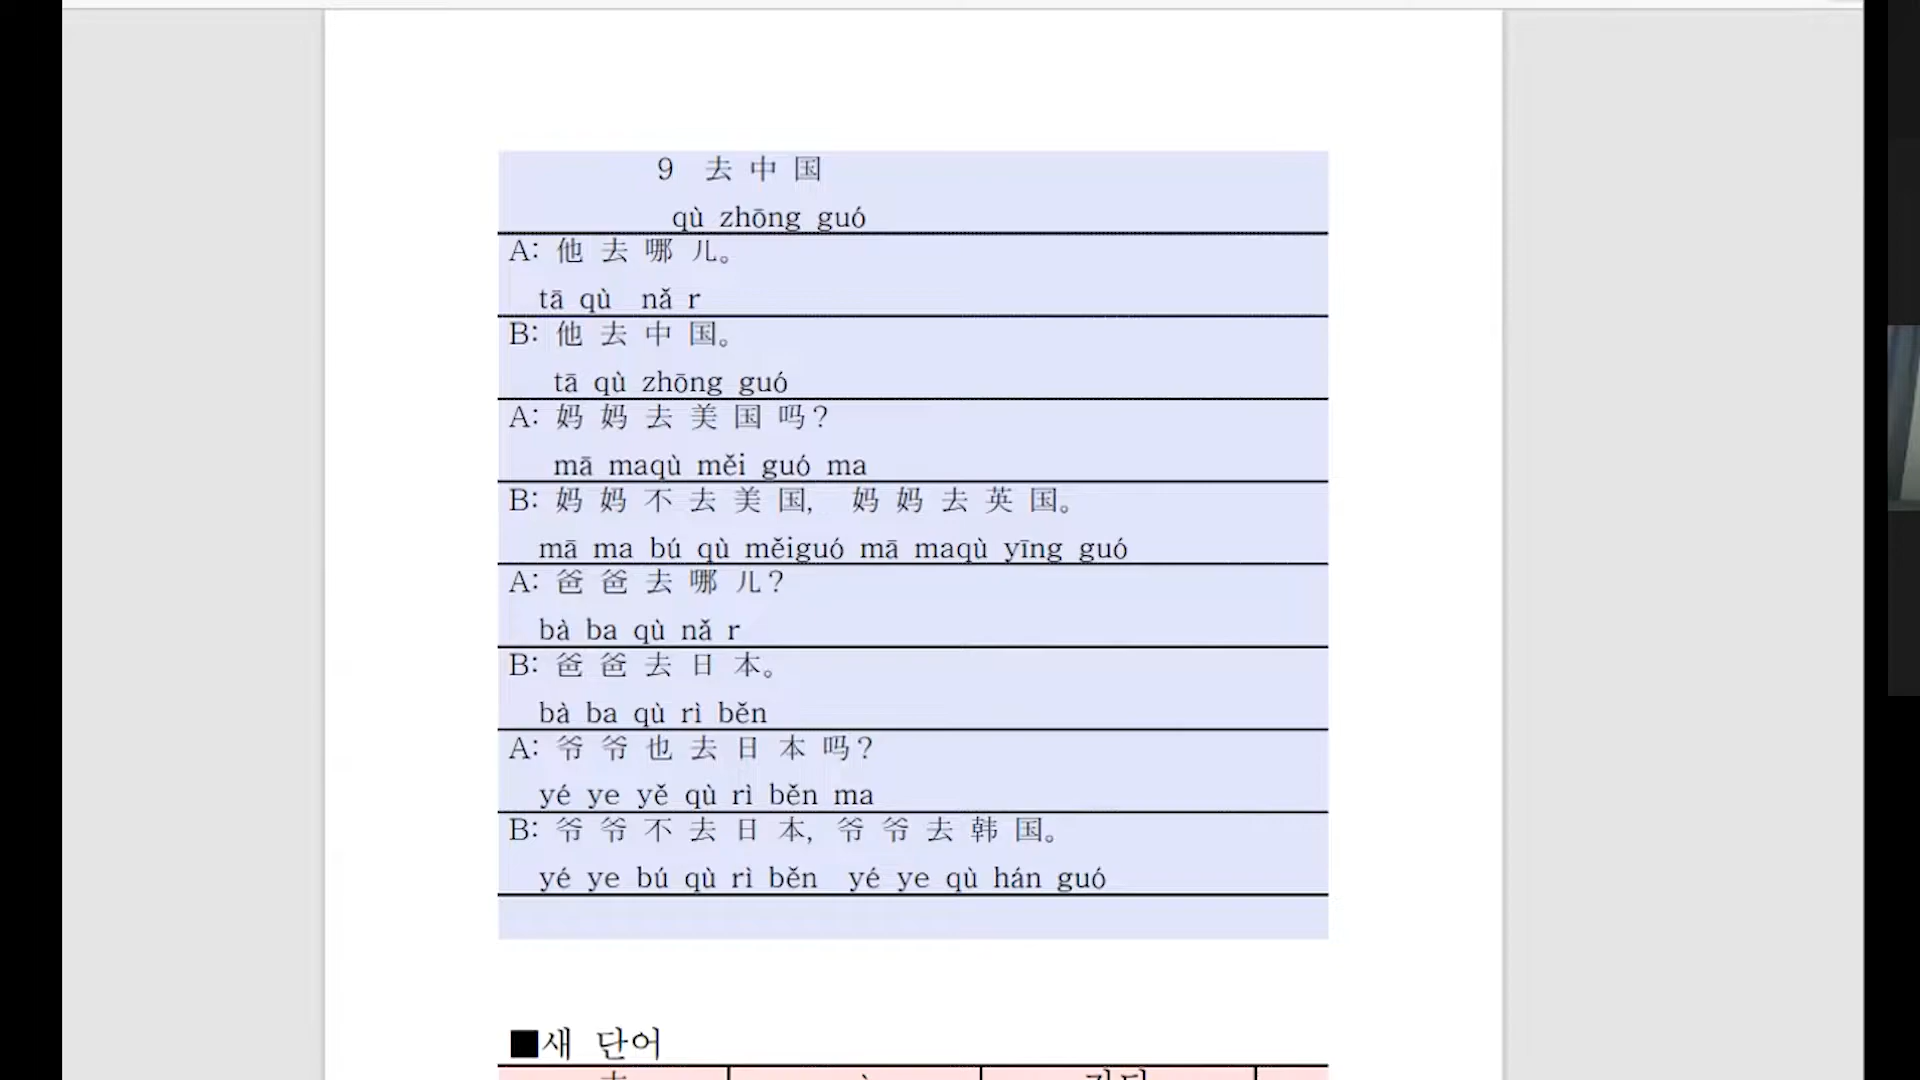 9 去 中 国
qù zhōng guó
A: 他 去 哪 儿。
tā qù nǎ r
B: 他 去 中 国。
tā qù zhōng guó
A: 妈 妈 去 美 国 吗?
mā maqù měi guó ma
B: 妈 妈 不 去 美 国, 妈 妈 去 英 国。
mā ma bú qù měiguó mā maqù yīng guó
A: 爸 爸 去 哪 儿?
bà ba qù nǎ r
B: 爸 爸 去 日 本。
bà ba qù rì běn
A: 爷 爷 也 去 日 本 吗?
yé ye yě qù rì běn ma
B: 爷 爷 不 去 日 本, 爷 爷 去 韩 国。
yé ye bú qù rì běn yé ye qù hán guó
■새 단어